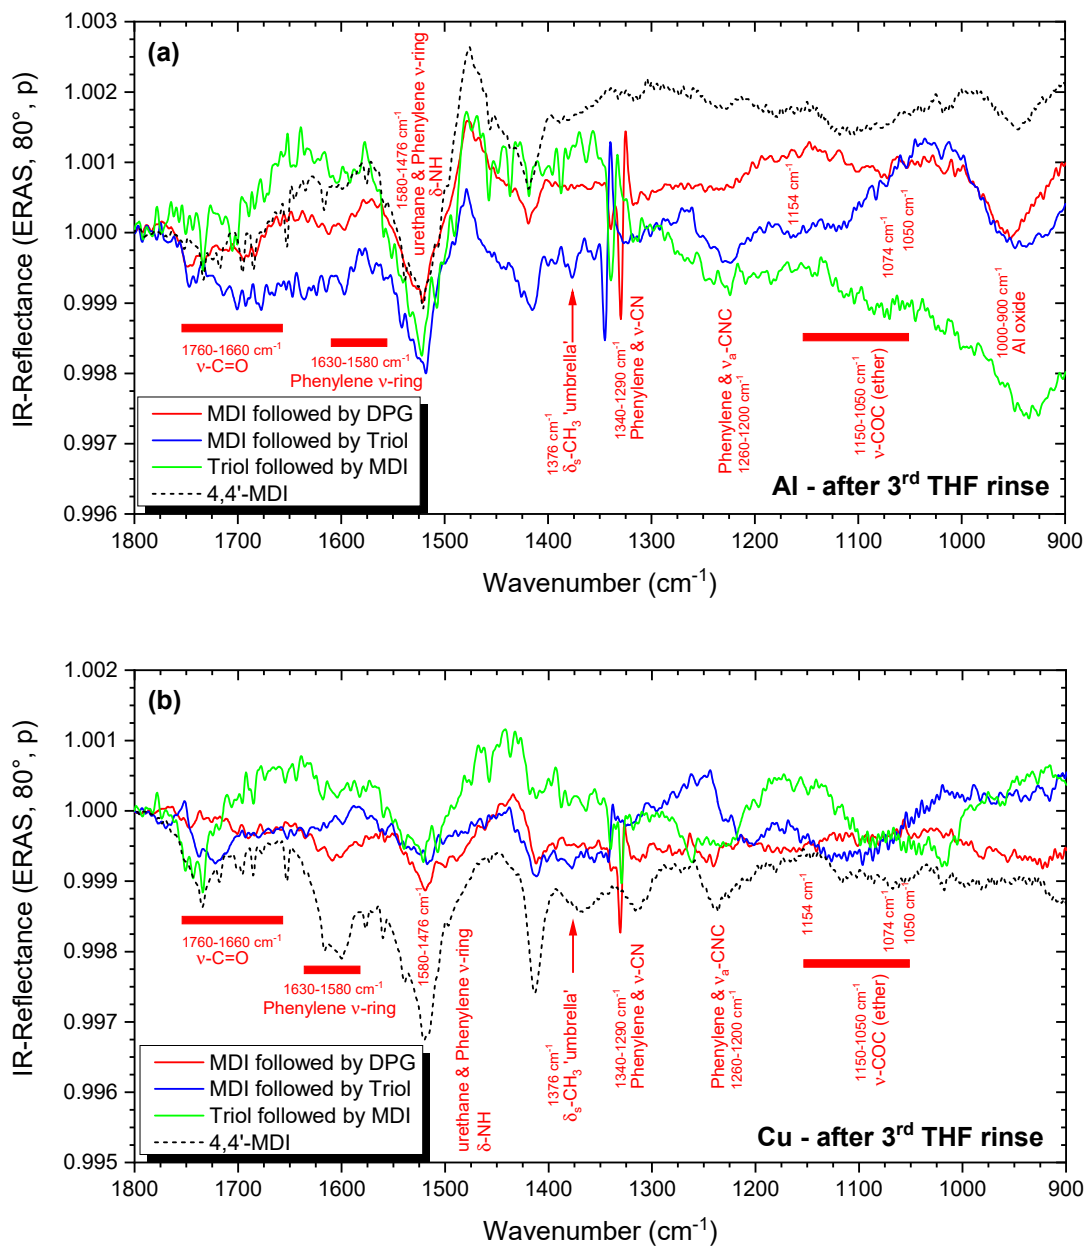 1.003
1.002
1.001
1.000
0.999
0.998
0.997
0.996
IR-Reflectance (ERAS, 80°, p)
(a)
1580-1476 cm⁻¹
urethane & Phenylene ν-ring
δ-NH
1760-1660 cm⁻¹
ν-C=O
1630-1580 cm⁻¹
Phenylene ν-ring
1376 cm⁻¹
δₛ-CH₃ 'umbrella'
1340-1290 cm⁻¹
Phenylene & ν-CN
Phenylene & νₐ-CNC
1260-1200 cm⁻¹
1154 cm⁻¹
1074 cm⁻¹
1050 cm⁻¹
1150-1050 cm⁻¹
ν-COC (ether)
1000-900 cm⁻¹
Al oxide
MDI followed by DPG
MDI followed by Triol
Triol followed by MDI
4,4'-MDI
Al - after 3ʳᵈ THF rinse
1800 1700 1600 1500 1400 1300 1200 1100 1000 900
Wavenumber (cm⁻¹)
1.002
1.001
1.000
0.999
0.998
0.997
0.996
0.995
IR-Reflectance (ERAS, 80°, p)
(b)
1760-1660 cm⁻¹
ν-C=O
1630-1580 cm⁻¹
Phenylene ν-ring
1580-1476 cm⁻¹
urethane & Phenylene ν-ring
δ-NH
1376 cm⁻¹
δₛ-CH₃ 'umbrella'
1340-1290 cm⁻¹
Phenylene & ν-CN
Phenylene & νₐ-CNC
1260-1200 cm⁻¹
1154 cm⁻¹
1074 cm⁻¹
1050 cm⁻¹
1150-1050 cm⁻¹
ν-COC (ether)
MDI followed by DPG
MDI followed by Triol
Triol followed by MDI
4,4'-MDI
Cu - after 3ʳᵈ THF rinse
1800 1700 1600 1500 1400 1300 1200 1100 1000 900
Wavenumber (cm⁻¹)